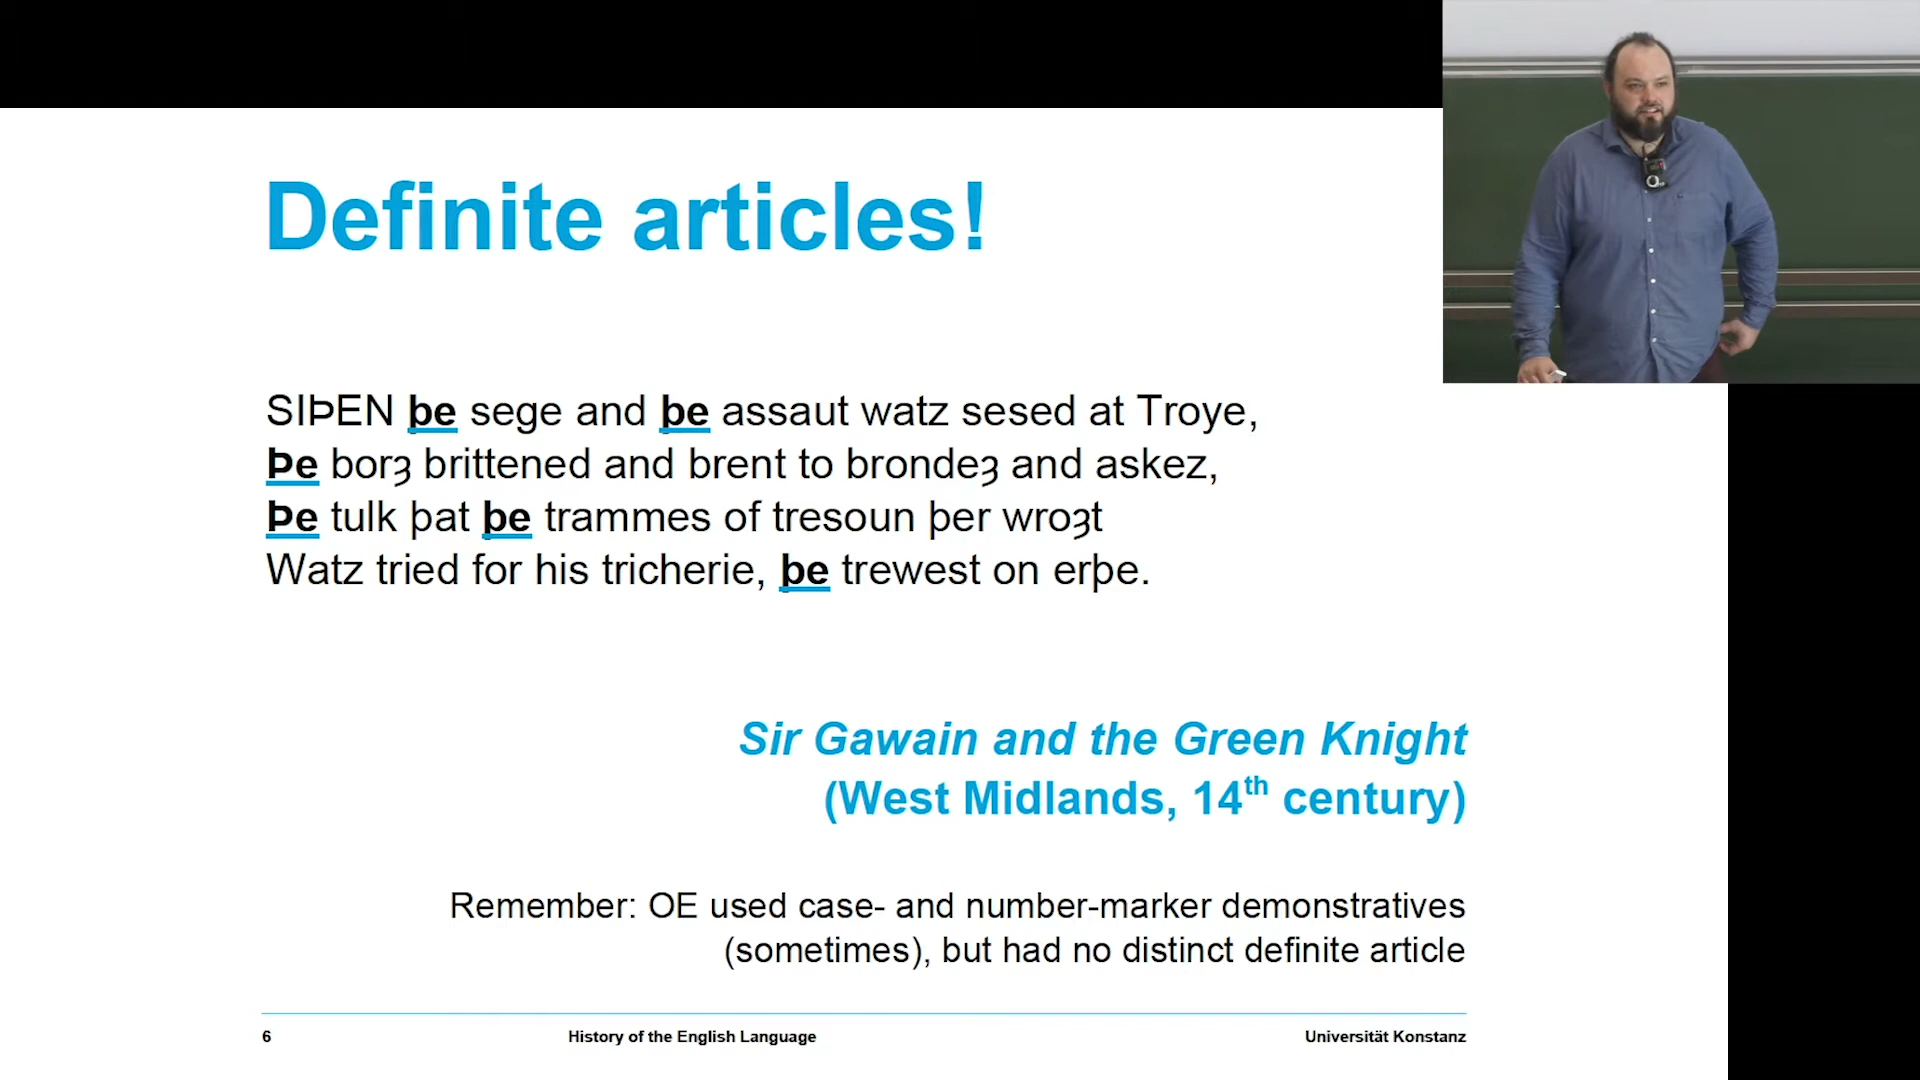 Definite articles!
SIÞEN þe sege and þe assaut watz sesed at Troye,
Þe borȝ brittened and brent to brondeȝ and askez,
Þe tulk þat þe trammes of tresoun þer wroȝt
Watz tried for his tricherie, þe trewest on erþe.
Sir Gawain and the Green Knight
(West Midlands, 14th century)
Remember: OE used case- and number-marker demonstratives
(sometimes), but had no distinct definite article
6 History of the English Language Universität Konstanz